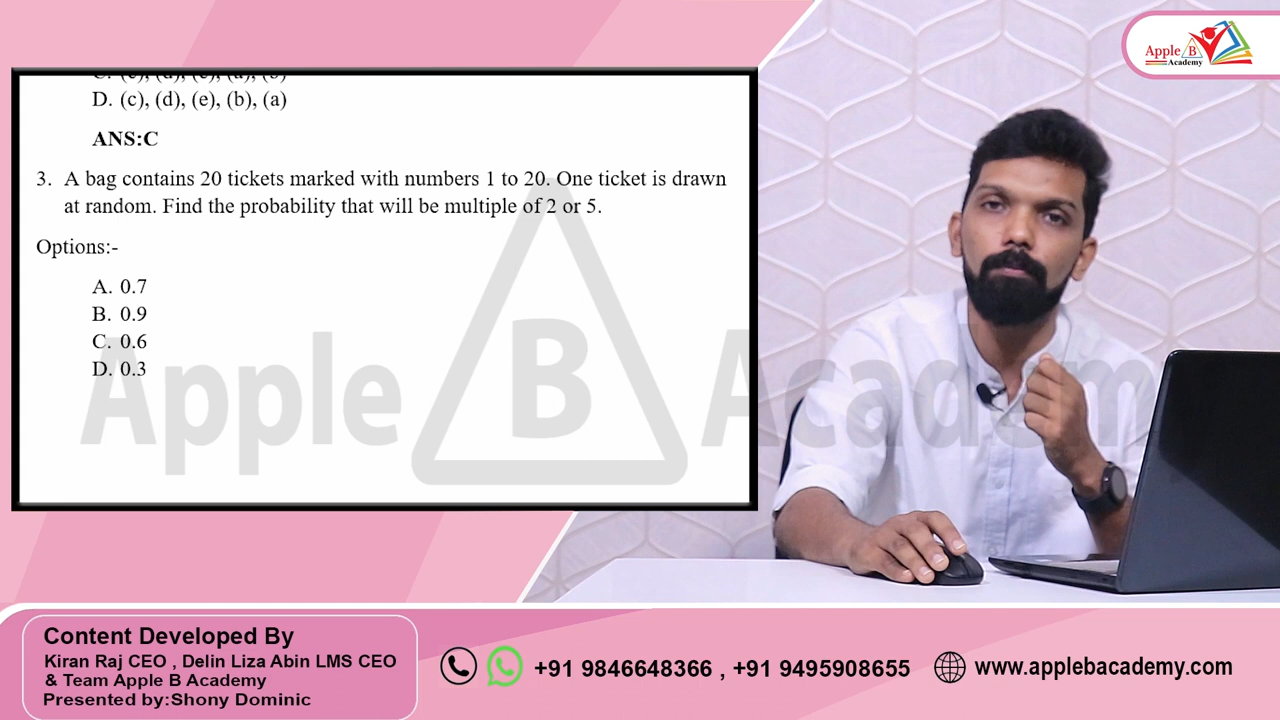 Apple B
Academy
C. (c), (d), (e), (a), (b)
D. (c), (d), (e), (b), (a)
ANS:C
3. A bag contains 20 tickets marked with numbers 1 to 20. One ticket is drawn
at random. Find the probability that will be multiple of 2 or 5.
Options:-
A. 0.7
B. 0.9
C. 0.6
D. 0.3
Apple B Academy
Content Developed By
Kiran Raj CEO , Delin Liza Abin LMS CEO
& Team Apple B Academy
Presented by:Shony Dominic
+91 9846648366 , +91 9495908655
www.applebacademy.com